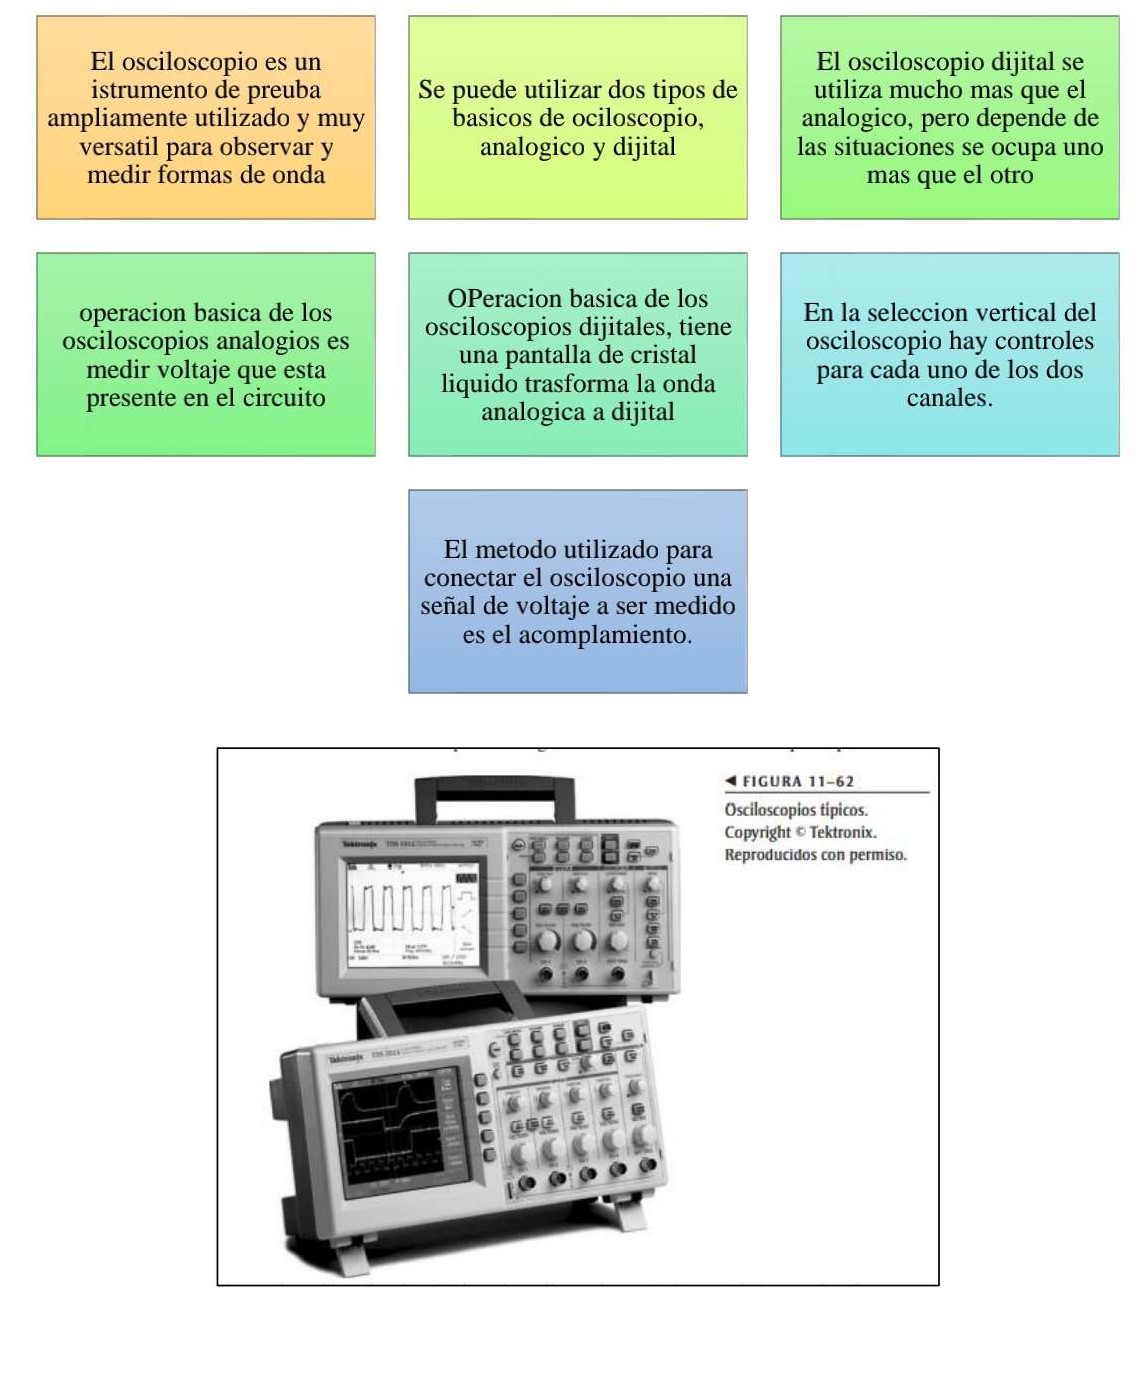 El osciloscopio es un
istrumento de preuba
ampliamente utilizado y muy
versatil para observar y
medir formas de onda
Se puede utilizar dos tipos de
basicos de ociloscopio,
analogico y dijital
El osciloscopio dijital se
utiliza mucho mas que el
analogico, pero depende de
las situaciones se ocupa uno
mas que el otro
operacion basica de los
osciloscopios analogios es
medir voltaje que esta
presente en el circuito
OPeracion basica de los
osciloscopios dijitales, tiene
una pantalla de cristal
liquido trasforma la onda
analogica a dijital
En la seleccion vertical del
osciloscopio hay controles
para cada uno de los dos
canales.
El metodo utilizado para
conectar el osciloscopio una
señal de voltaje a ser medido
es el acomplamiento.
◄ FIGURA 11–62
Osciloscopios típicos.
Copyright © Tektronix.
Reproducidos con permiso.
Tektronix
Tektronix